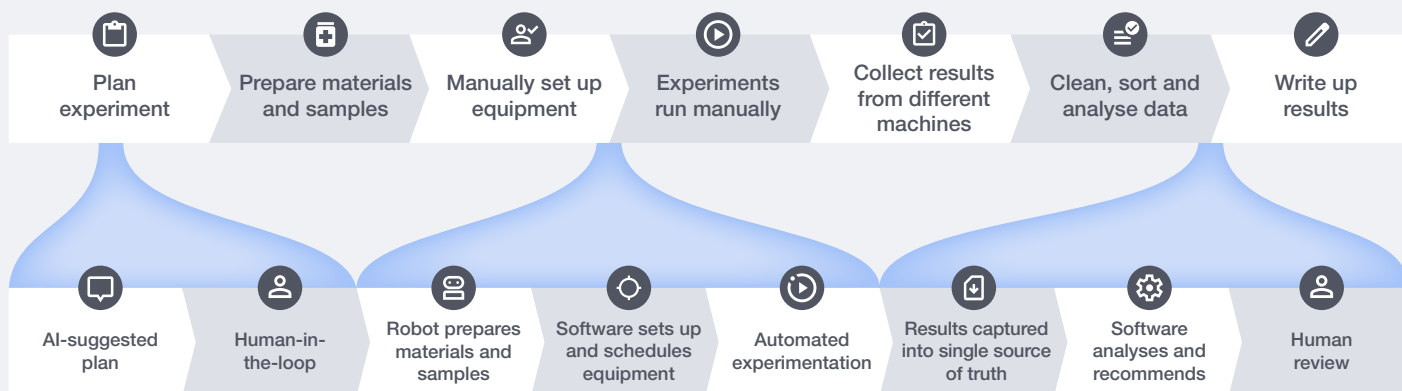 Plan
experiment
Prepare materials
and samples
Manually set up
equipment
Experiments
run manually
Collect results
from different
machines
Clean, sort and
analyse data
Write up
results
AI-suggested
plan
Human-in-
the-loop
Robot prepares
materials and
samples
Software sets up
and schedules
equipment
Automated
experimentation
Results captured
into single source
of truth
Software
analyses and
recommends
Human
review